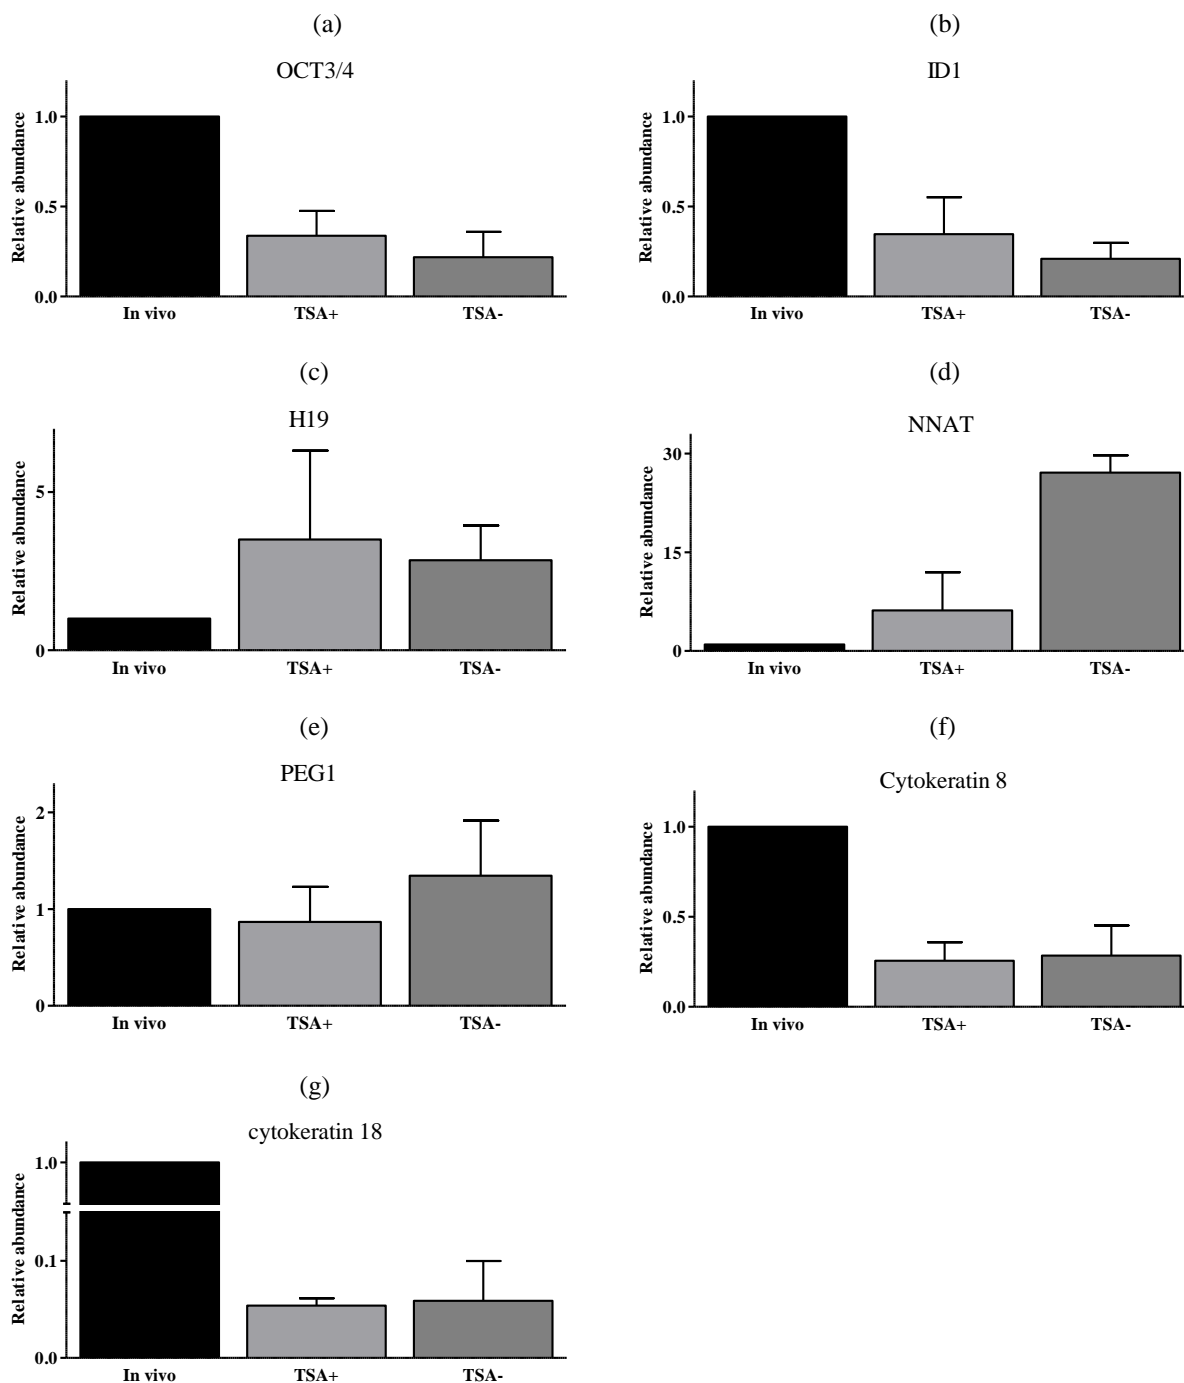 (a)
OCT3/4
Relative abundance
1.0
0.5
0.0
In vivo TSA+ TSA-
(b)
ID1
Relative abundance
1.0
0.5
0.0
In vivo TSA+ TSA-
(c)
H19
Relative abundance
5
0
In vivo TSA+ TSA-
(d)
NNAT
Relative abundance
30
15
0
In vivo TSA+ TSA-
(e)
PEG1
Relative abundance
2
1
0
In vivo TSA+ TSA-
(f)
Cytokeratin 8
Relative abundance
1.0
0.5
0.0
In vivo TSA+ TSA-
(g)
cytokeratin 18
Relative abundance
1.0
0.1
0.0
In vivo TSA+ TSA-